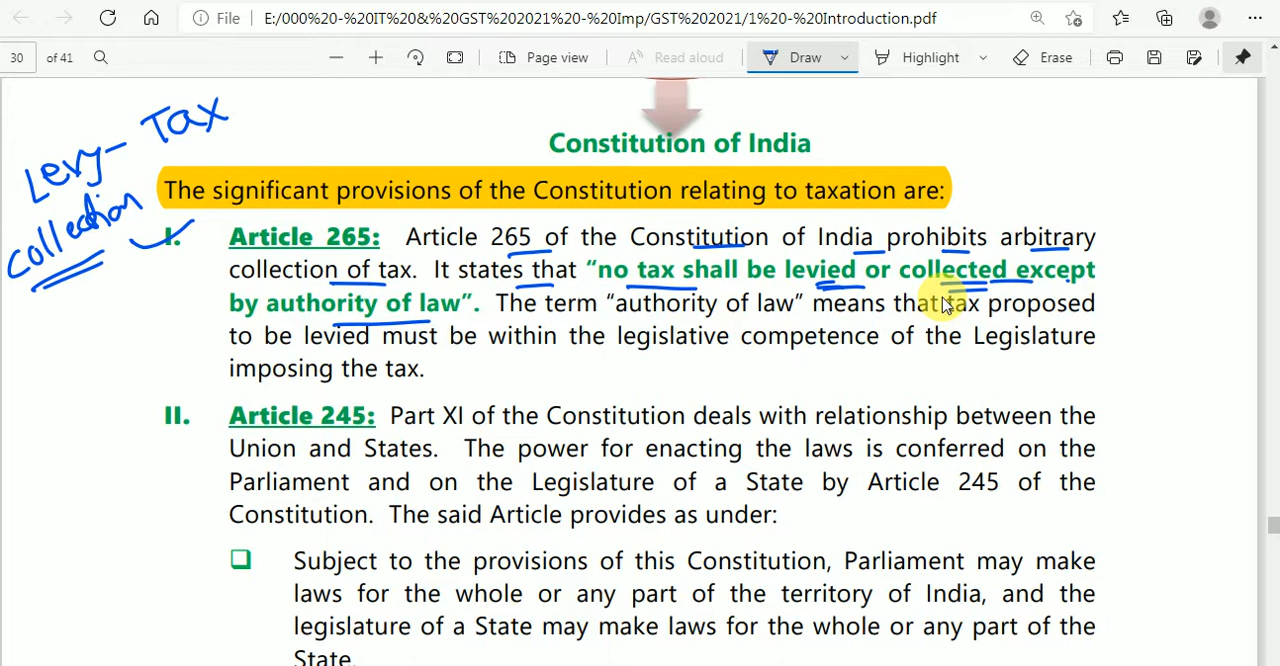 File
E:/000%20-%20IT%20&%20GST%202021%20-%20Imp/GST%202021/1%20-%20Introduction.pdf
30 of 41
Page view
Read aloud
Draw
Highlight
Erase
Levy - Tax
Collection
Constitution of India
The significant provisions of the Constitution relating to taxation are:
I. Article 265: Article 265 of the Constitution of India prohibits arbitrary
collection of tax. It states that “no tax shall be levied or collected except
by authority of law”. The term “authority of law” means that tax proposed
to be levied must be within the legislative competence of the Legislature
imposing the tax.
II. Article 245: Part XI of the Constitution deals with relationship between the
Union and States. The power for enacting the laws is conferred on the
Parliament and on the Legislature of a State by Article 245 of the
Constitution. The said Article provides as under:
Subject to the provisions of this Constitution, Parliament may make
laws for the whole or any part of the territory of India, and the
legislature of a State may make laws for the whole or any part of the
State.